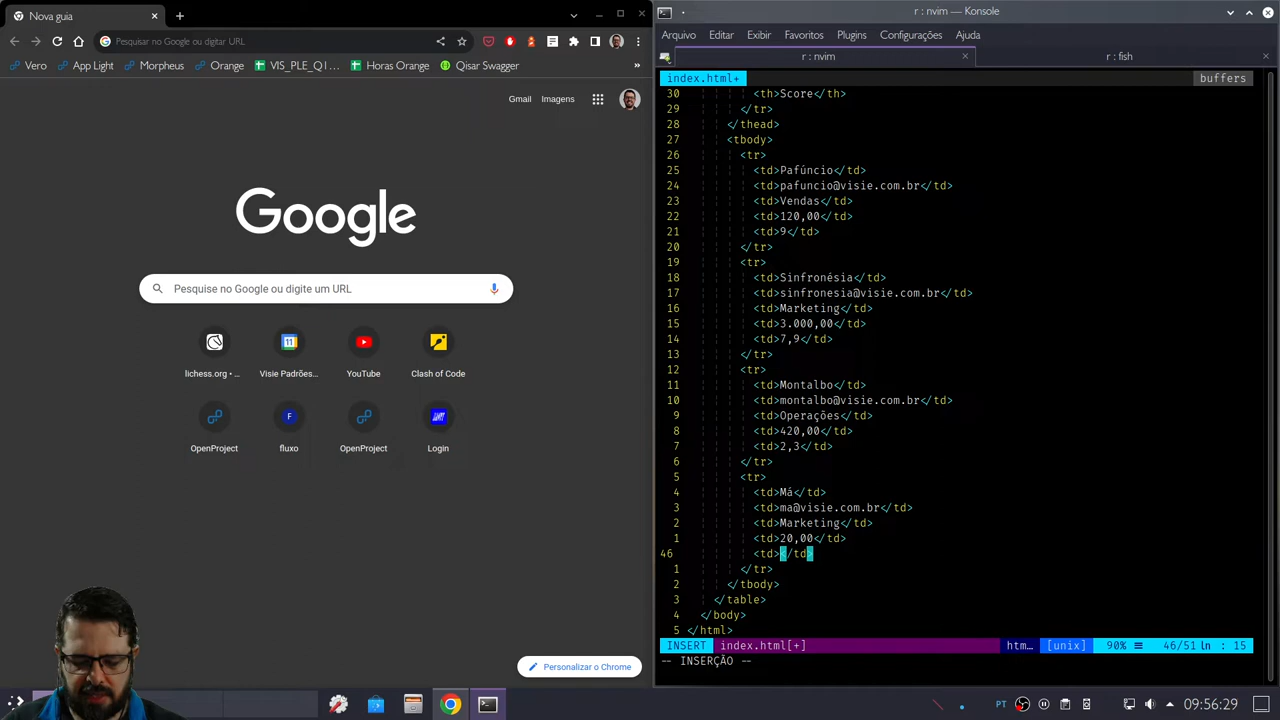 Nova guia
r : nvim — Konsole
Pesquisar no Google ou digitar URL
Arquivo Editar Exibir Favoritos Plugins Configurações Ajuda
Vero App Light Morpheus Orange VIS_PLE_Q1... Horas Orange Qisar Swagger »
r : nvim
r : fish
index.html+ buffers
Gmail Imagens
Google
Pesquise no Google ou digite um URL
lichess.org • ... Visie Padrões... YouTube Clash of Code
11
OpenProject fluxo OpenProject Login
F
Personalizar o Chrome
30 <th>Score</th>
29 </tr>
28 </thead>
27 <tbody>
26 <tr>
25 <td>Pafúncio</td>
24 <td>pafuncio@visie.com.br</td>
23 <td>Vendas</td>
22 <td>120,00</td>
21 <td>9</td>
20 </tr>
19 <tr>
18 <td>Sinfronésia</td>
17 <td>sinfronesia@visie.com.br</td>
16 <td>Marketing</td>
15 <td>3.000,00</td>
14 <td>7,9</td>
13 </tr>
12 <tr>
11 <td>Montalbo</td>
10 <td>montalbo@visie.com.br</td>
9 <td>Operações</td>
8 <td>420,00</td>
7 <td>2,3</td>
6 </tr>
5 <tr>
4 <td>Má</td>
3 <td>ma@visie.com.br</td>
2 <td>Marketing</td>
1 <td>20,00</td>
46 <td></td>
1 </tr>
2 </tbody>
3 </table>
4 </body>
5 </html>
INSERT index.html[+] htm… [unix] 90% ☰ 46/51 ln : 15
-- INSERÇÃO --
PT 09:56:29